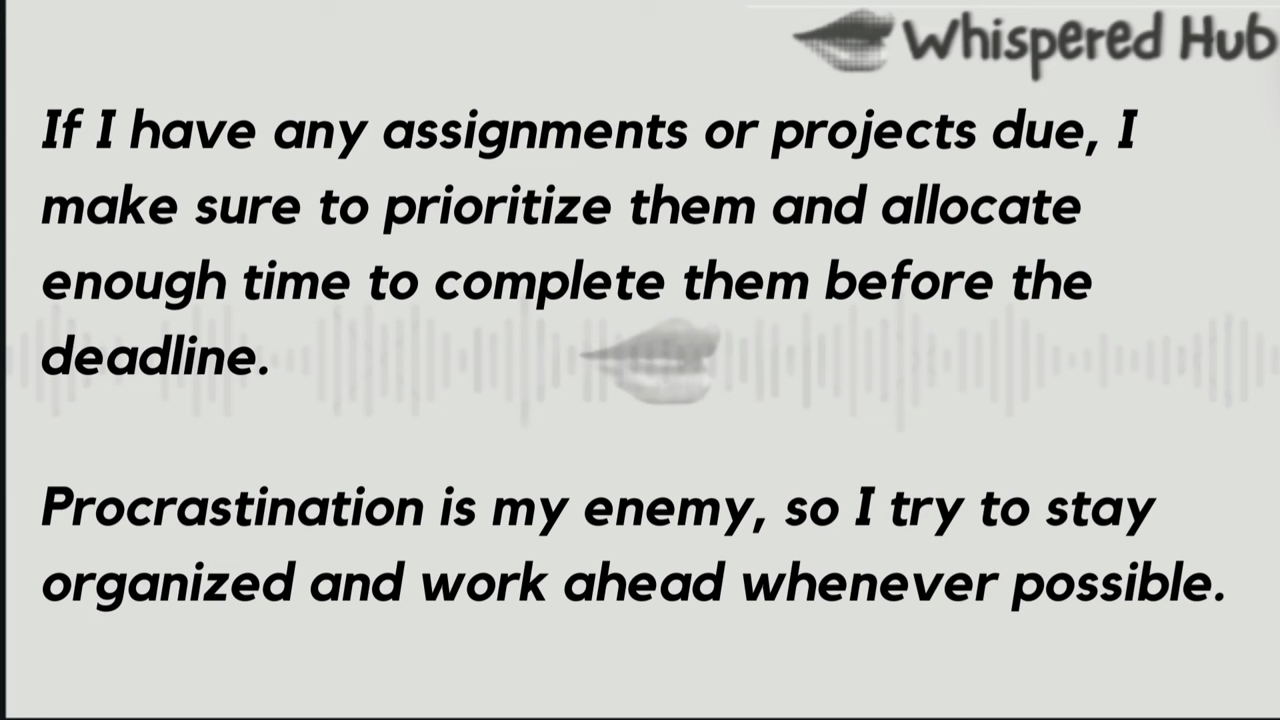 Whispered Hub
If I have any assignments or projects due, I
make sure to prioritize them and allocate
enough time to complete them before the
deadline.
Procrastination is my enemy, so I try to stay
organized and work ahead whenever possible.